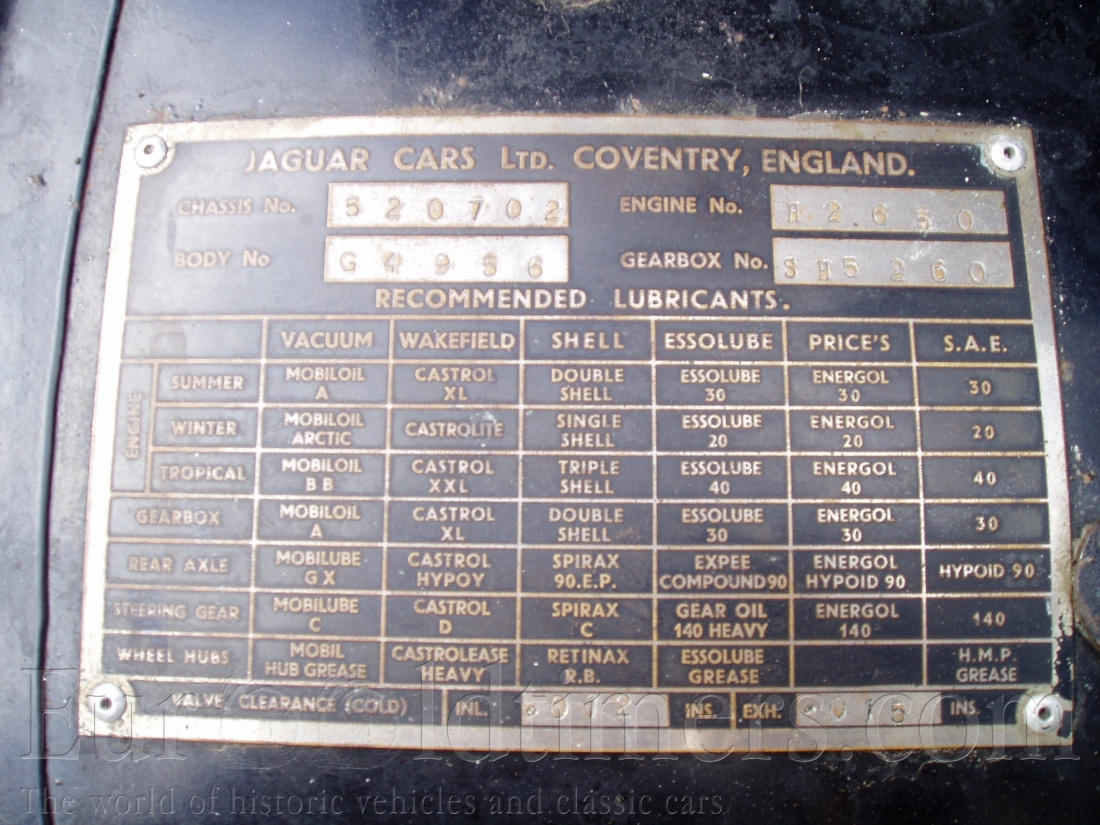 JAGUAR CARS LTD. COVENTRY, ENGLAND.
CHASSIS No. 520702 ENGINE No. H.2650
BODY No G4956 GEARBOX No. SH5260
RECOMMENDED LUBRICANTS.
VACUUM WAKEFIELD SHELL ESSOLUBE PRICE'S S.A.E.
ENGINE
SUMMER MOBILOIL A CASTROL XL DOUBLE SHELL ESSOLUBE 30 ENERGOL 30 30
WINTER MOBILOIL ARCTIC CASTROLITE SINGLE SHELL ESSOLUBE 20 ENERGOL 20 20
TROPICAL MOBILOIL BB CASTROL XXL TRIPLE SHELL ESSOLUBE 40 ENERGOL 40 40
GEARBOX MOBILOIL A CASTROL XL DOUBLE SHELL ESSOLUBE 30 ENERGOL 30 30
REAR AXLE MOBILUBE GX CASTROL HYPOY SPIRAX 90.E.P. EXPEE COMPOUND 90 ENERGOL HYPOID 90 HYPOID 90
STEERING GEAR MOBILUBE C CASTROL D SPIRAX C GEAR OIL 140 HEAVY ENERGOL 140 140
WHEEL HUBS MOBIL HUB GREASE CASTROLEASE HEAVY RETINAX R.B. ESSOLUBE GREASE H.M.P. GREASE
VALVE CLEARANCE (COLD) INL. INS. EXH. INS.
EuroOldtimers.com
The world of historic vehicles and classic cars